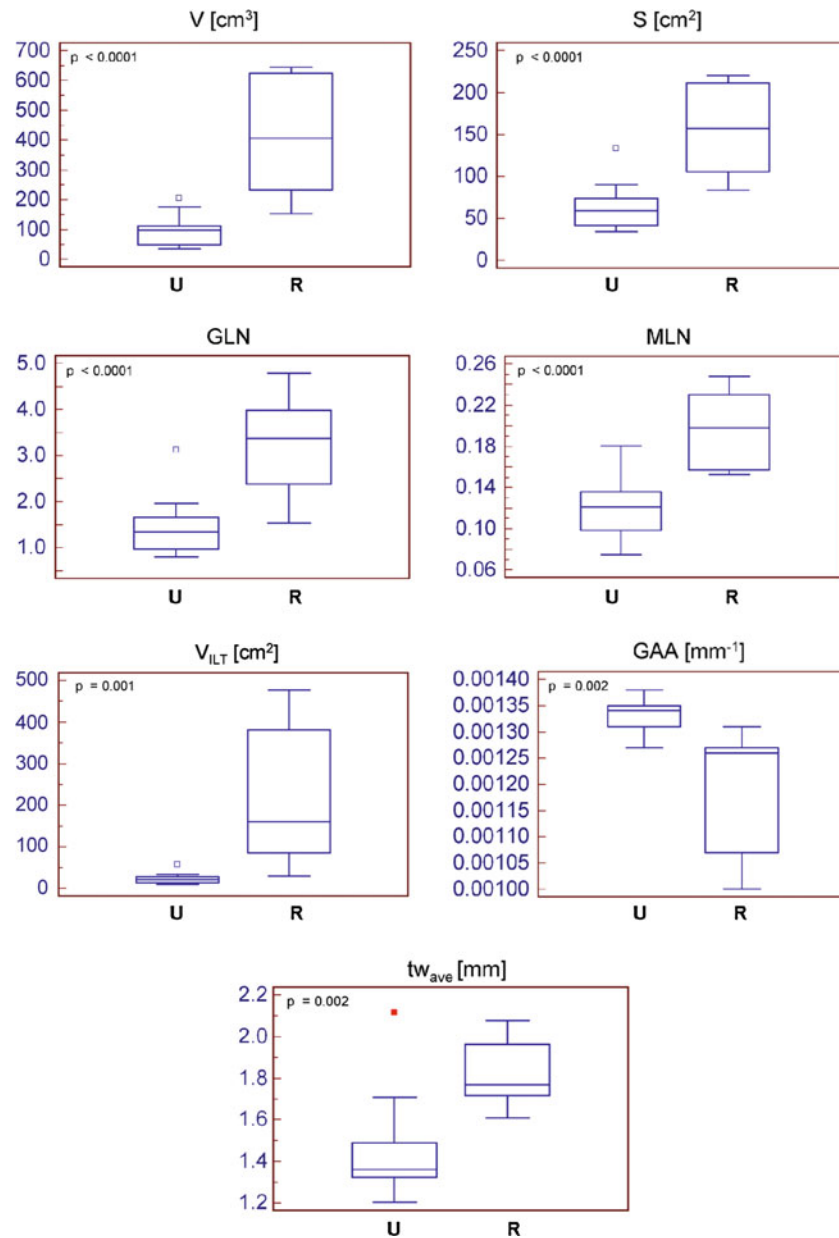 V [cm³]
S [cm²]
p < 0.0001
700
600
500
400
300
200
100
0
U
R
p < 0.0001
250
200
150
100
50
0
U
R
GLN
MLN
p < 0.0001
5.0
4.0
3.0
2.0
1.0
U
R
p < 0.0001
0.26
0.22
0.18
0.14
0.10
0.06
U
R
V_ILT [cm²]
GAA [mm⁻¹]
p = 0.001
500
400
300
200
100
0
U
R
p = 0.002
0.00140
0.00135
0.00130
0.00125
0.00120
0.00115
0.00110
0.00105
0.00100
U
R
tw_ave [mm]
p = 0.002
2.2
2.0
1.8
1.6
1.4
1.2
U
R